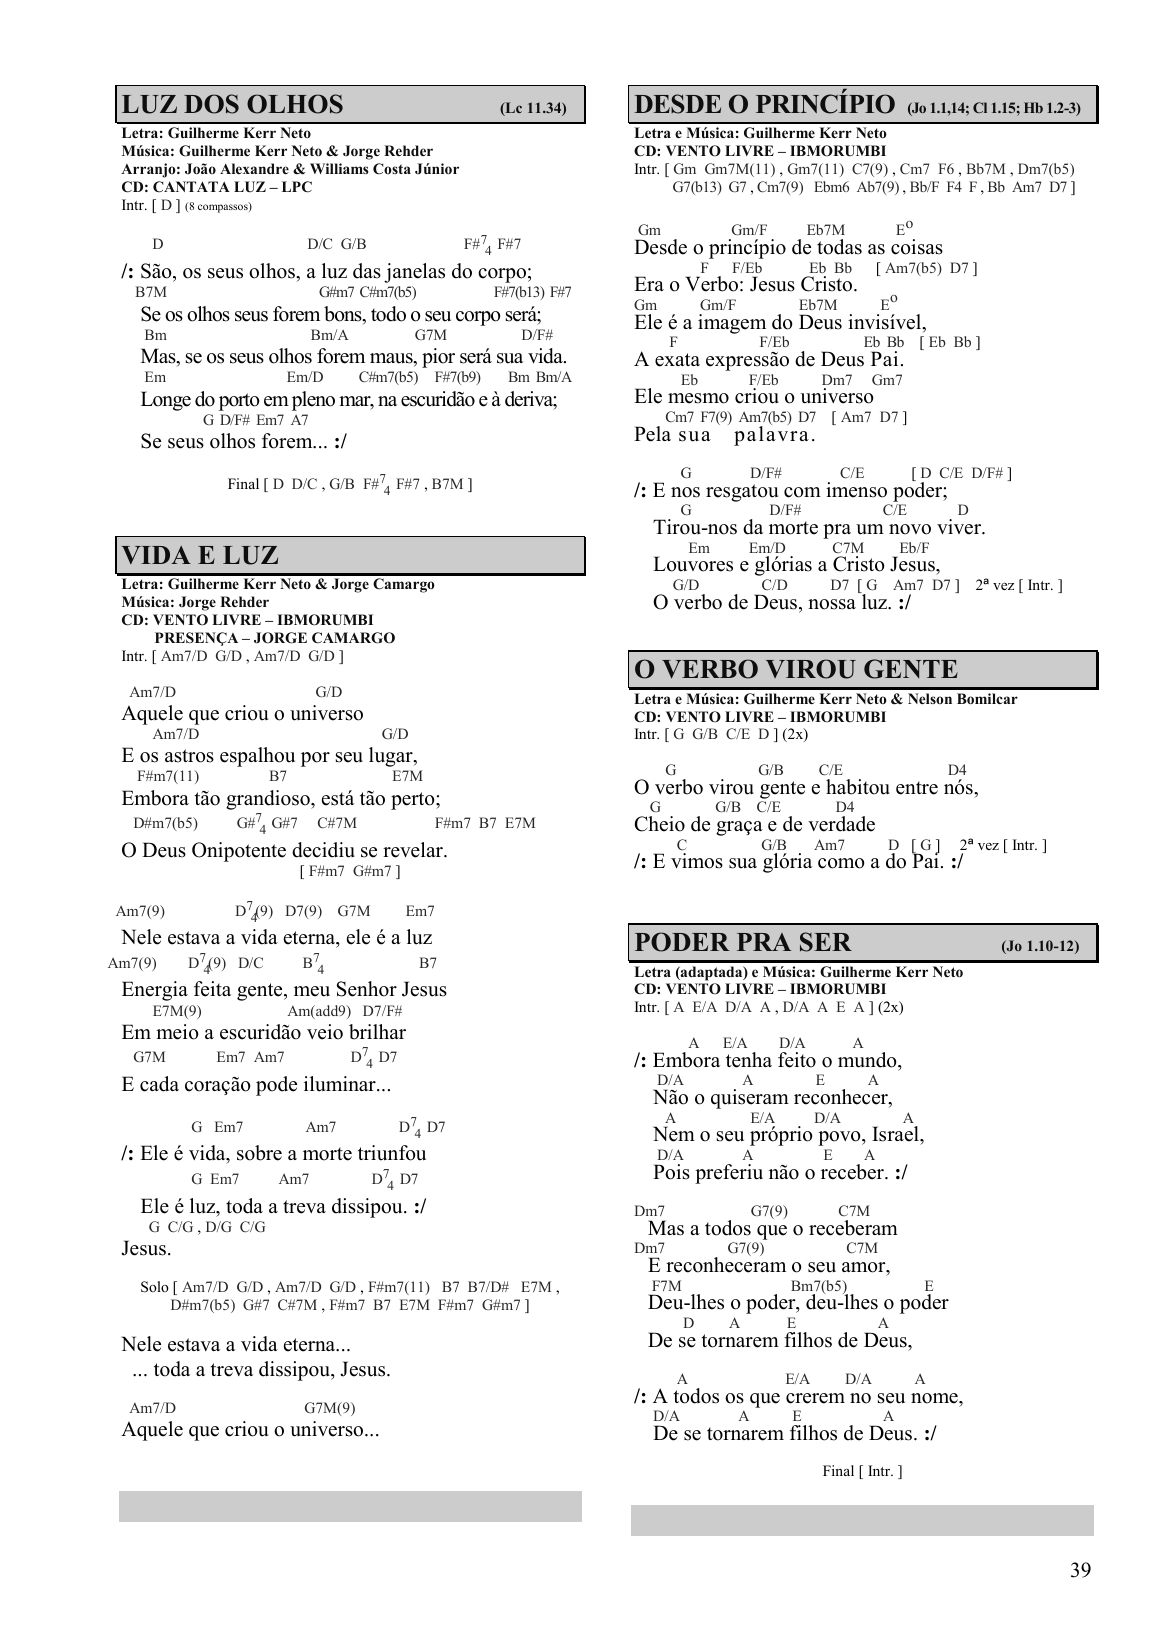 LUZ DOS OLHOS (Lc 11.34)
Letra: Guilherme Kerr Neto
Música: Guilherme Kerr Neto & Jorge Rehder
Arranjo: João Alexandre & Williams Costa Júnior
CD: CANTATA LUZ – LPC
Intr. [ D ] (8 compassos)
D D/C G/B F#7/4 F#7
/: São, os seus olhos, a luz das janelas do corpo;
B7M G#m7 C#m7(b5) F#7(b13) F#7
Se os olhos seus forem bons, todo o seu corpo será;
Bm Bm/A G7M D/F#
Mas, se os seus olhos forem maus, pior será sua vida.
Em Em/D C#m7(b5) F#7(b9) Bm Bm/A
Longe do porto em pleno mar, na escuridão e à deriva;
G D/F# Em7 A7
Se seus olhos forem... :/
Final [ D D/C , G/B F#7/4 F#7 , B7M ]
VIDA E LUZ
Letra: Guilherme Kerr Neto & Jorge Camargo
Música: Jorge Rehder
CD: VENTO LIVRE – IBMORUMBI
PRESENÇA – JORGE CAMARGO
Intr. [ Am7/D G/D , Am7/D G/D ]
Am7/D G/D
Aquele que criou o universo
Am7/D G/D
E os astros espalhou por seu lugar,
F#m7(11) B7 E7M
Embora tão grandioso, está tão perto;
D#m7(b5) G#7/4 G#7 C#7M F#m7 B7 E7M
O Deus Onipotente decidiu se revelar.
[ F#m7 G#m7 ]
Am7(9) D7/4(9) D7(9) G7M Em7
Nele estava a vida eterna, ele é a luz
Am7(9) D7/4(9) D/C B7/4 B7
Energia feita gente, meu Senhor Jesus
E7M(9) Am(add9) D7/F#
Em meio a escuridão veio brilhar
G7M Em7 Am7 D7/4 D7
E cada coração pode iluminar...
G Em7 Am7 D7/4 D7
/: Ele é vida, sobre a morte triunfou
G Em7 Am7 D7/4 D7
Ele é luz, toda a treva dissipou. :/
G C/G , D/G C/G
Jesus.
Solo [ Am7/D G/D , Am7/D G/D , F#m7(11) B7 B7/D# E7M ,
D#m7(b5) G#7 C#7M , F#m7 B7 E7M F#m7 G#m7 ]
Nele estava a vida eterna...
... toda a treva dissipou, Jesus.
Am7/D G7M(9)
Aquele que criou o universo...
DESDE O PRINCÍPIO (Jo 1.1,14; Cl 1.15; Hb 1.2-3)
Letra e Música: Guilherme Kerr Neto
CD: VENTO LIVRE – IBMORUMBI
Intr. [ Gm Gm7M(11) , Gm7(11) C7(9) , Cm7 F6 , Bb7M , Dm7(b5)
G7(b13) G7 , Cm7(9) Ebm6 Ab7(9) , Bb/F F4 F , Bb Am7 D7 ]
Gm Gm/F Eb7M Eº
Desde o princípio de todas as coisas
F F/Eb Eb Bb [ Am7(b5) D7 ]
Era o Verbo: Jesus Cristo.
Gm Gm/F Eb7M Eº
Ele é a imagem do Deus invisível,
F F/Eb Eb Bb [ Eb Bb ]
A exata expressão de Deus Pai.
Eb F/Eb Dm7 Gm7
Ele mesmo criou o universo
Cm7 F7(9) Am7(b5) D7 [ Am7 D7 ]
Pela sua palavra.
G D/F# C/E [ D C/E D/F# ]
/: E nos resgatou com imenso poder;
G D/F# C/E D
Tirou-nos da morte pra um novo viver.
Em Em/D C7M Eb/F
Louvores e glórias a Cristo Jesus,
G/D C/D D7 [ G Am7 D7 ] 2ª vez [ Intr. ]
O verbo de Deus, nossa luz. :/
O VERBO VIROU GENTE
Letra e Música: Guilherme Kerr Neto & Nelson Bomilcar
CD: VENTO LIVRE – IBMORUMBI
Intr. [ G G/B C/E D ] (2x)
G G/B C/E D4
O verbo virou gente e habitou entre nós,
G G/B C/E D4
Cheio de graça e de verdade
C G/B Am7 D [ G ] 2ª vez [ Intr. ]
/: E vimos sua glória como a do Pai. :/
PODER PRA SER (Jo 1.10-12)
Letra (adaptada) e Música: Guilherme Kerr Neto
CD: VENTO LIVRE – IBMORUMBI
Intr. [ A E/A D/A A , D/A A E A ] (2x)
A E/A D/A A
/: Embora tenha feito o mundo,
D/A A E A
Não o quiseram reconhecer,
A E/A D/A A
Nem o seu próprio povo, Israel,
D/A A E A
Pois preferiu não o receber. :/
Dm7 G7(9) C7M
Mas a todos que o receberam
Dm7 G7(9) C7M
E reconheceram o seu amor,
F7M Bm7(b5) E
Deu-lhes o poder, deu-lhes o poder
D A E A
De se tornarem filhos de Deus,
A E/A D/A A
/: A todos os que crerem no seu nome,
D/A A E A
De se tornarem filhos de Deus. :/
Final [ Intr. ]
39